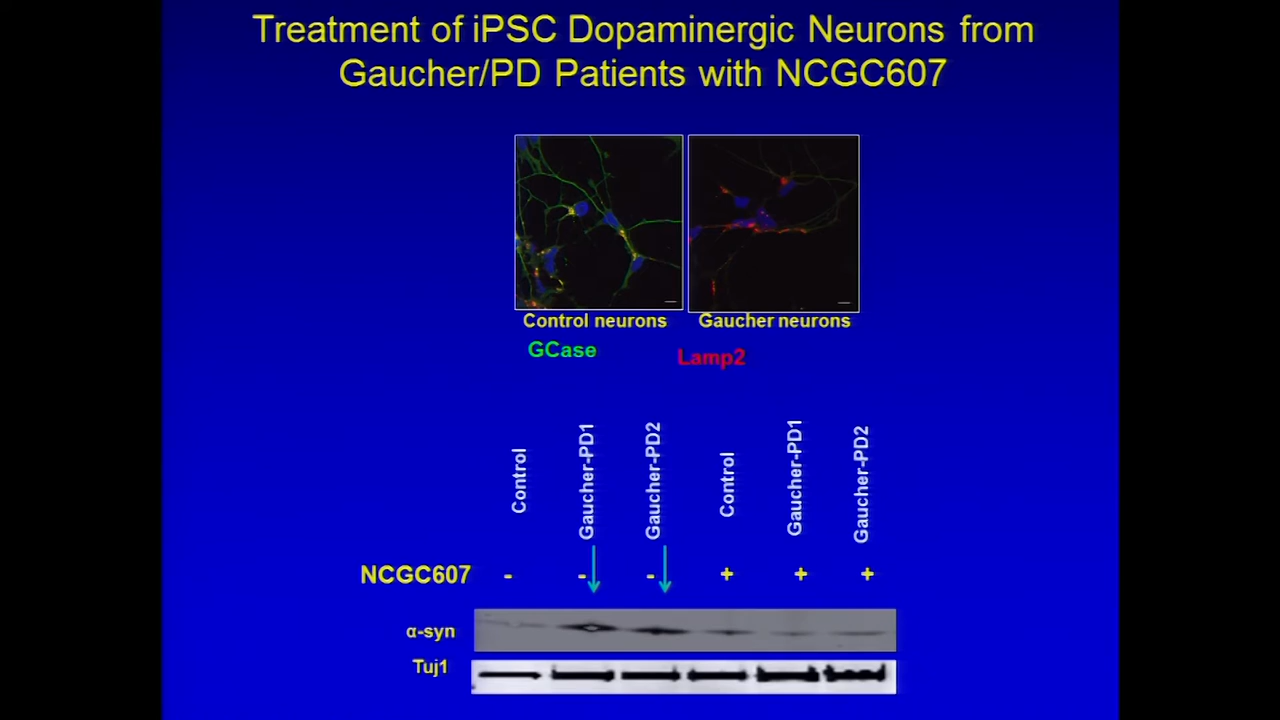 Treatment of iPSC Dopaminergic Neurons from
Gaucher/PD Patients with NCGC607
Control neurons
Gaucher neurons
GCase
Lamp2
Control
Gaucher-PD1
Gaucher-PD2
Control
Gaucher-PD1
Gaucher-PD2
NCGC607 - - - + + +
α-syn
Tuj1